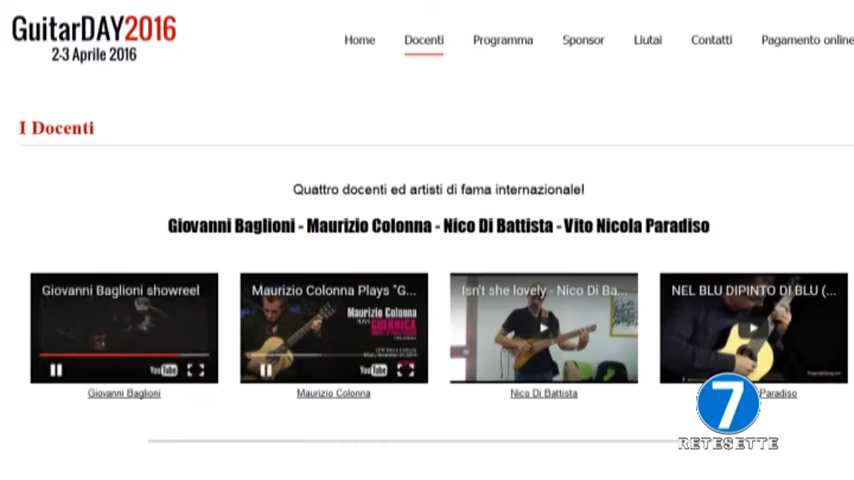 GuitarDAY2016
2-3 Aprile 2016
Home Docenti Programma Sponsor Liutai Contatti Pagamento online
I Docenti
Quattro docenti ed artisti di fama internazionale!
Giovanni Baglioni - Maurizio Colonna - Nico Di Battista - Vito Nicola Paradiso
Giovanni Baglioni showreel
Maurizio Colonna Plays "G...
Isn't she lovely - Nico Di Ba...
NEL BLU DIPINTO DI BLU (...
Maurizio Colonna
PLAYS
GUERNICA
YouTube
YouTube
Giovanni Baglioni
Maurizio Colonna
Nico Di Battista
Paradiso
7
RETESETTE